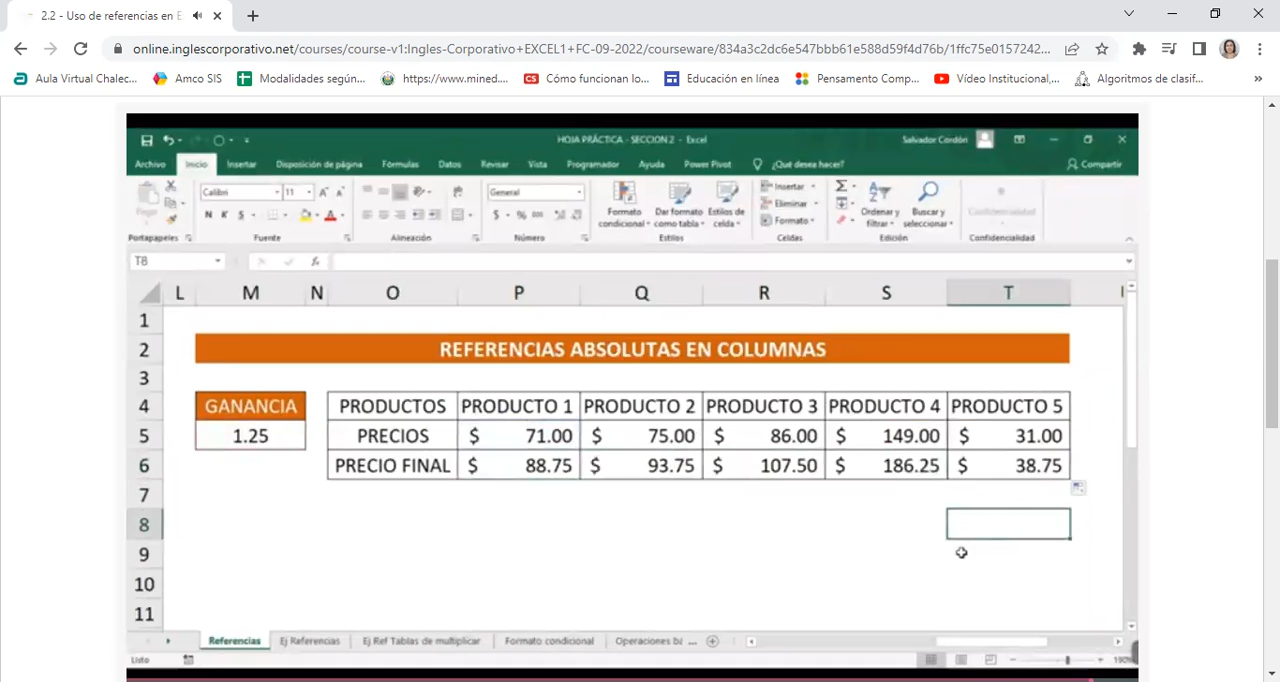 2.2 - Uso de referencias en E
online.inglescorporativo.net/courses/course-v1:Ingles-Corporativo+EXCEL1+FC-09-2022/courseware/834a3c2dc6e547bbb61e588d59f4d76b/1ffc75e0157242...
Aula Virtual Chalec... Amco SIS Modalidades según... https://www.mined... CS Cómo funcionan lo... Educación en línea Pensamento Comp... Vídeo Institucional,... Algoritmos de clasif... »
HOJA PRÁCTICA - SECCION 2 - Excel Salvador Cerdón
Archivo Inicio Insertar Disposición de página Fórmulas Datos Revisar Vista Programador Ayuda Power Pivot ¿Qué desea hacer? Compartir
Calibri 11 General Insertar
Pegar Formato condicional Dar formato como tabla Estilos de celda Eliminar Ordenar y filtrar Buscar y seleccionar Confidencialidad
N K S $ % 000 Formato
Portapapeles Fuente Alineación Número Estilos Celdas Edición Confidencialidad
T8 fx
L M N O P Q R S T
1
2 REFERENCIAS ABSOLUTAS EN COLUMNAS
3
4 GANANCIA PRODUCTOS PRODUCTO 1 PRODUCTO 2 PRODUCTO 3 PRODUCTO 4 PRODUCTO 5
5 1.25 PRECIOS $ 71.00 $ 75.00 $ 86.00 $ 149.00 $ 31.00
6 PRECIO FINAL $ 88.75 $ 93.75 $ 107.50 $ 186.25 $ 38.75
7
8
9
10
11
Referencias Ej Referencias Ej Ref Tablas de multiplicar Formato condicional Operaciones bá ...
Listo 190%